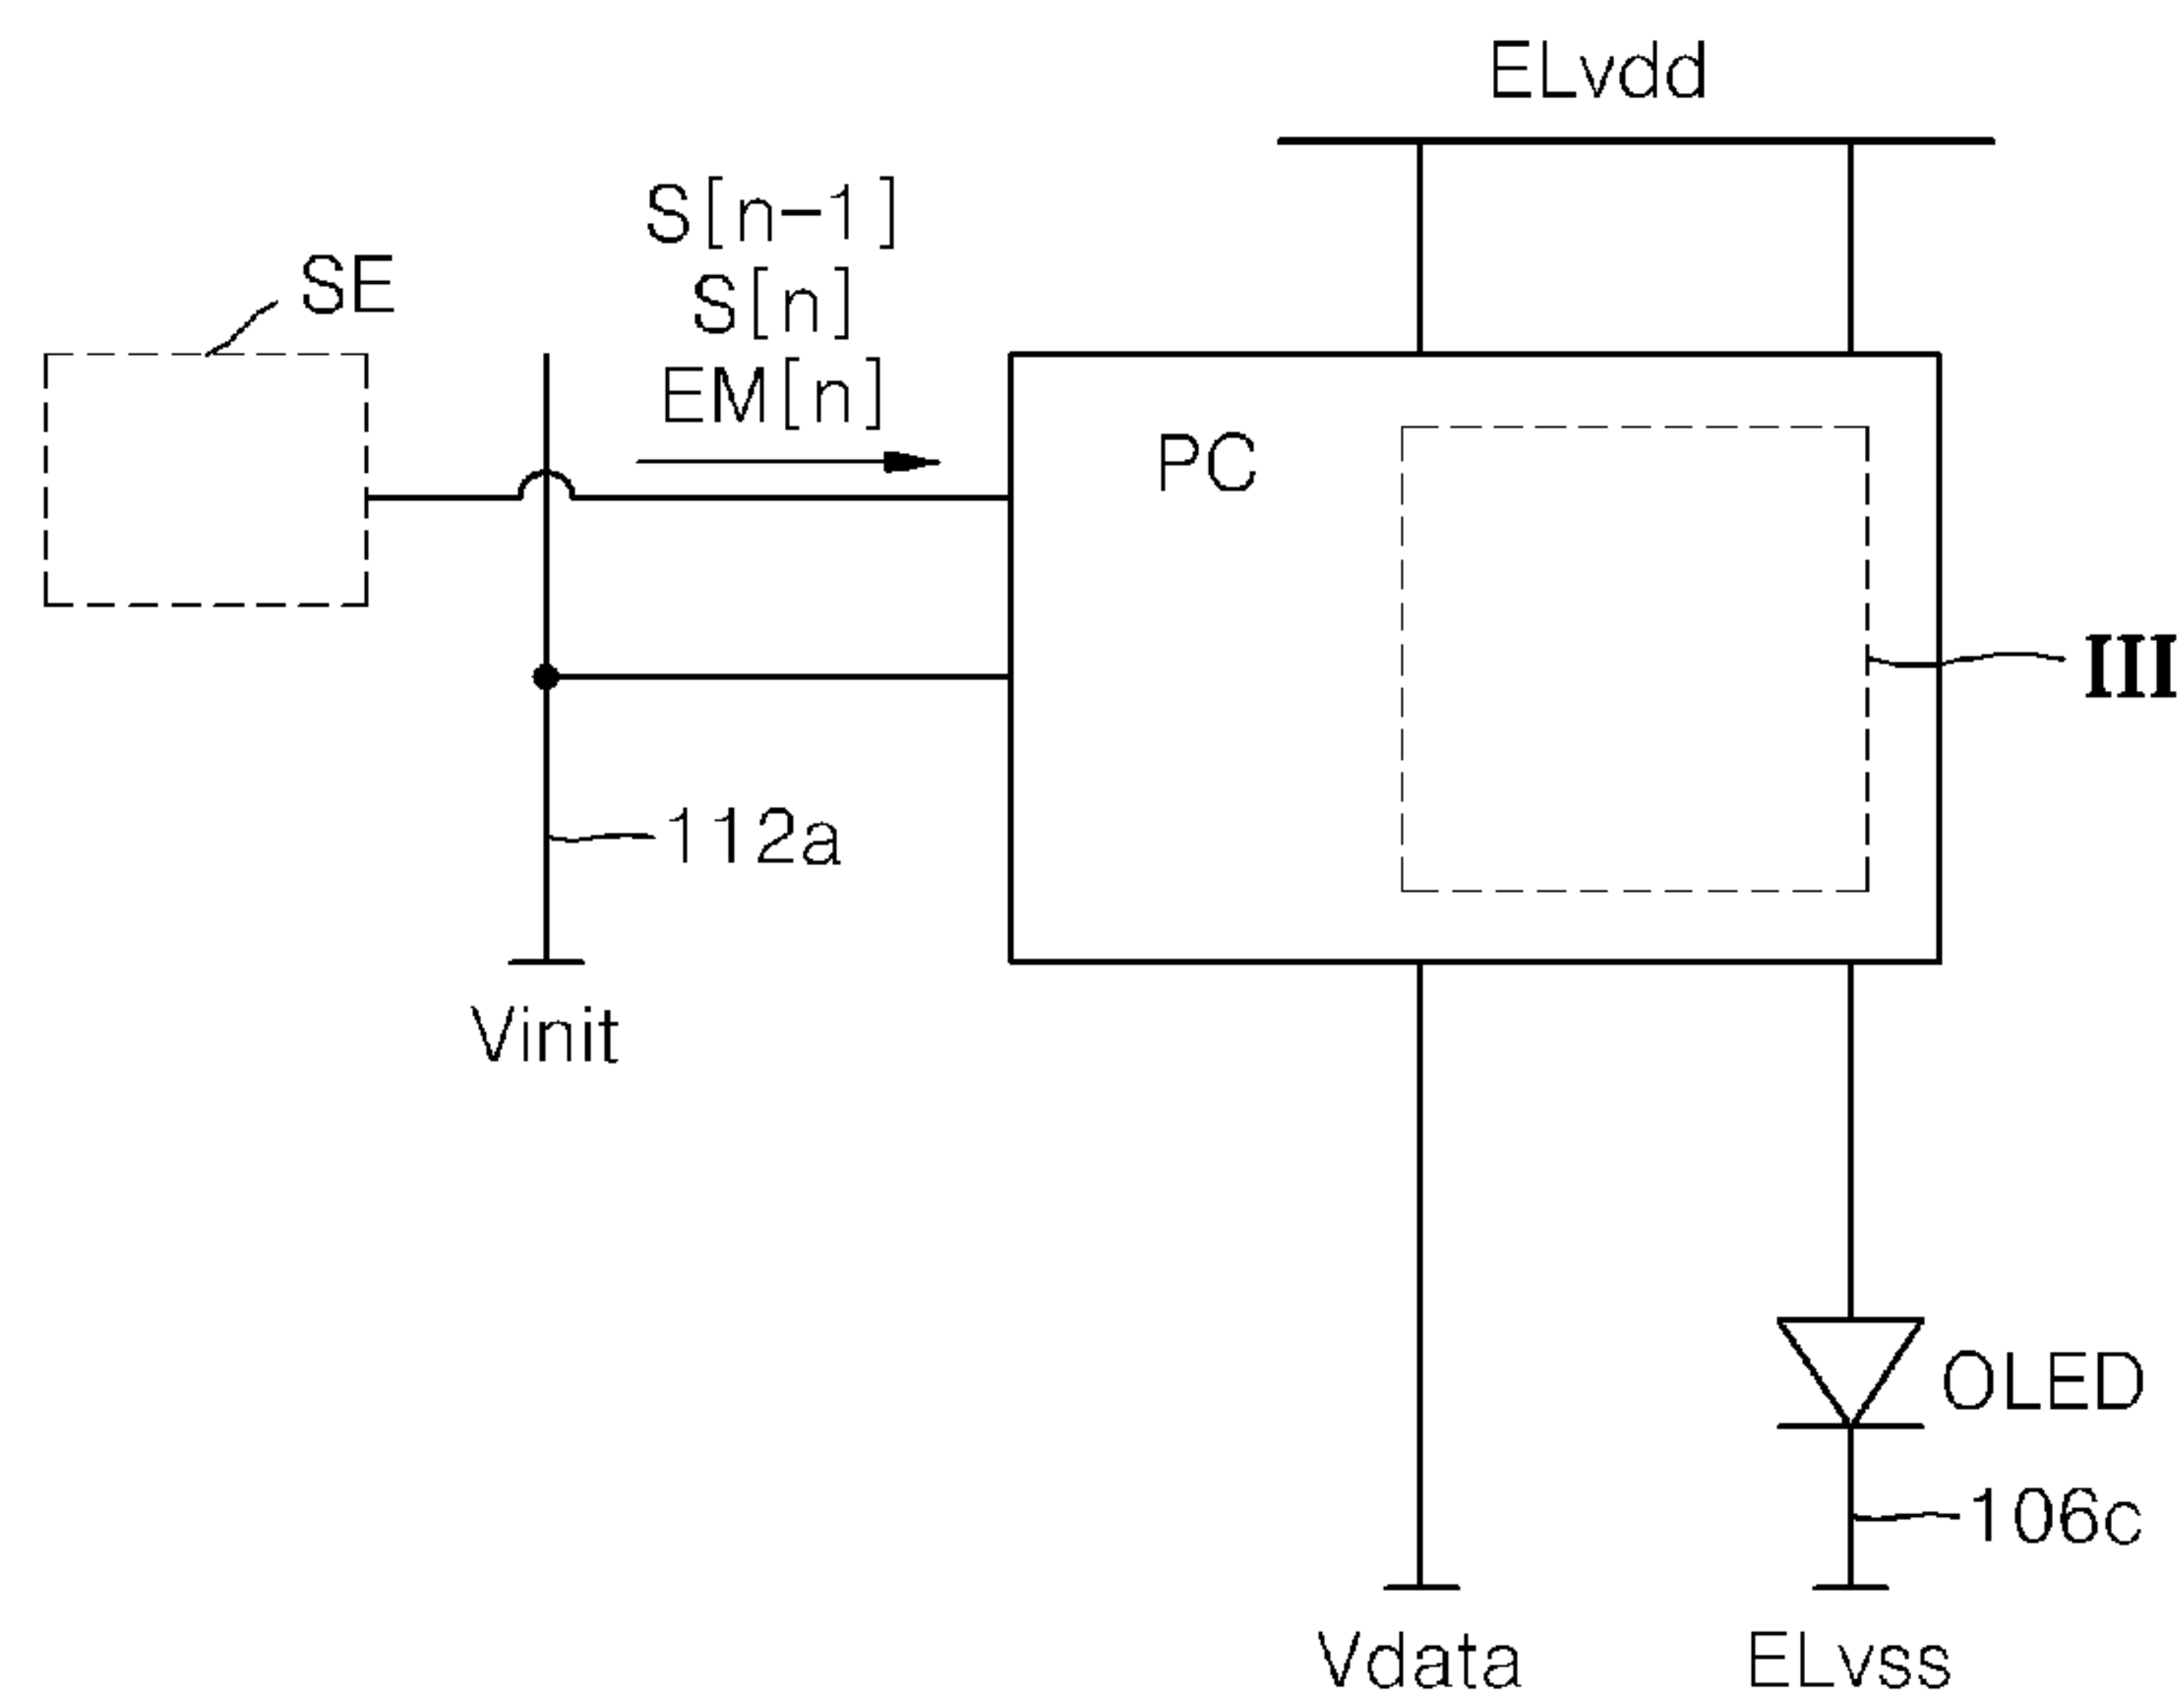 ELvdd
S[n-1]
S[n]
EM[n]
SE
PC
III
112a
Vinit
OLED
106c
Vdata
ELvss